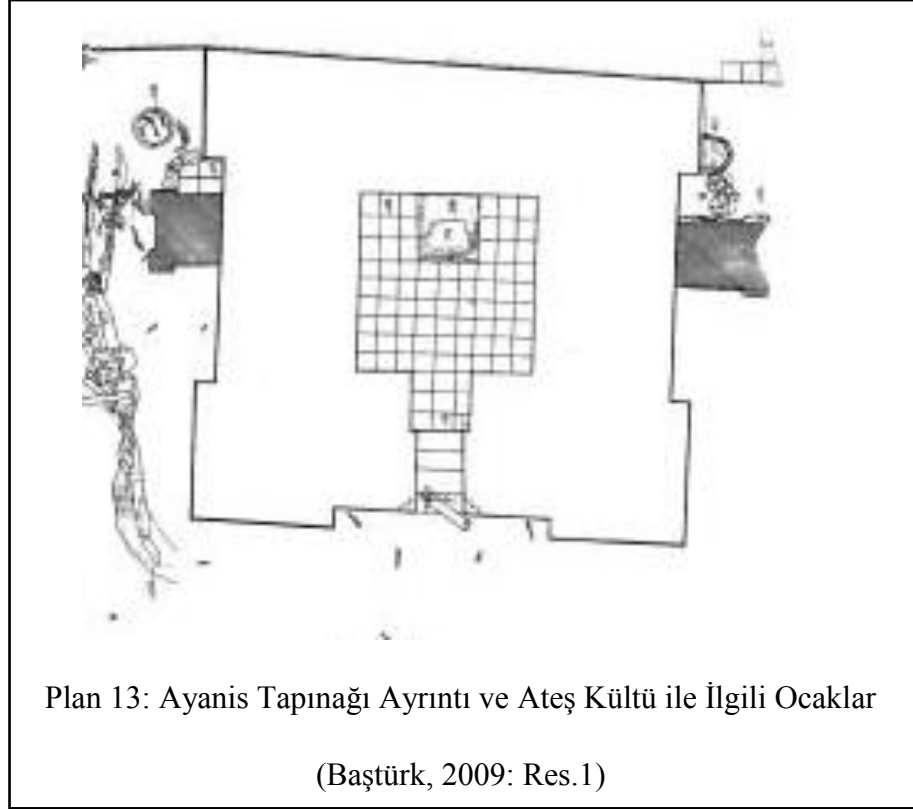 Plan 13: Ayanis Tapınağı Ayrıntı ve Ateş Kültü ile İlgili Ocaklar
(Baştürk, 2009: Res.1)